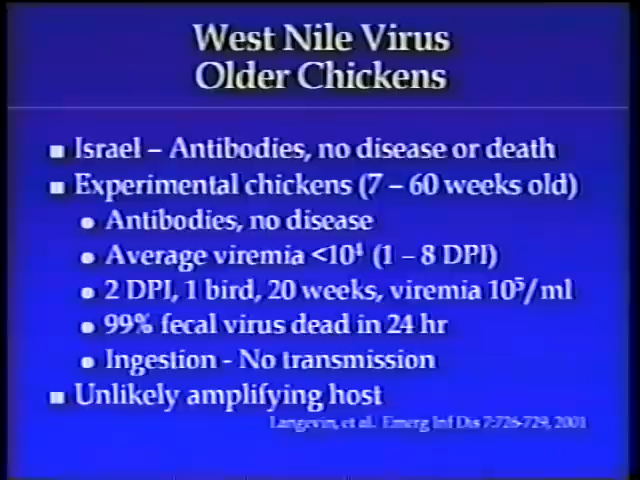 West Nile Virus
Older Chickens
■ Israel – Antibodies, no disease or death
■ Experimental chickens (7 – 60 weeks old)
● Antibodies, no disease
● Average viremia <10⁴ (1 – 8 DPI)
● 2 DPI, 1 bird, 20 weeks, viremia 10⁵/ml
● 99% fecal virus dead in 24 hr
● Ingestion - No transmission
■ Unlikely amplifying host
Langevin, et al. Emerg Inf Dis 7:726-729, 2001